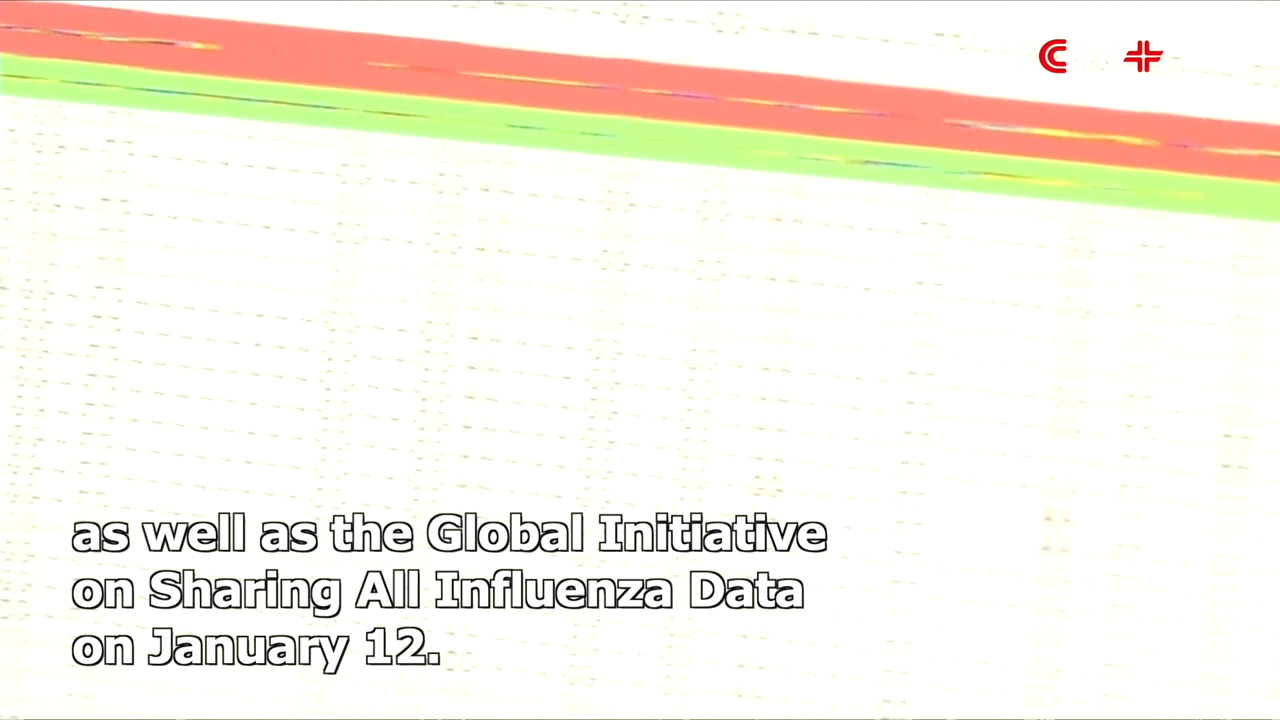 as well as the Global Initiative
on Sharing All Influenza Data
on January 12.